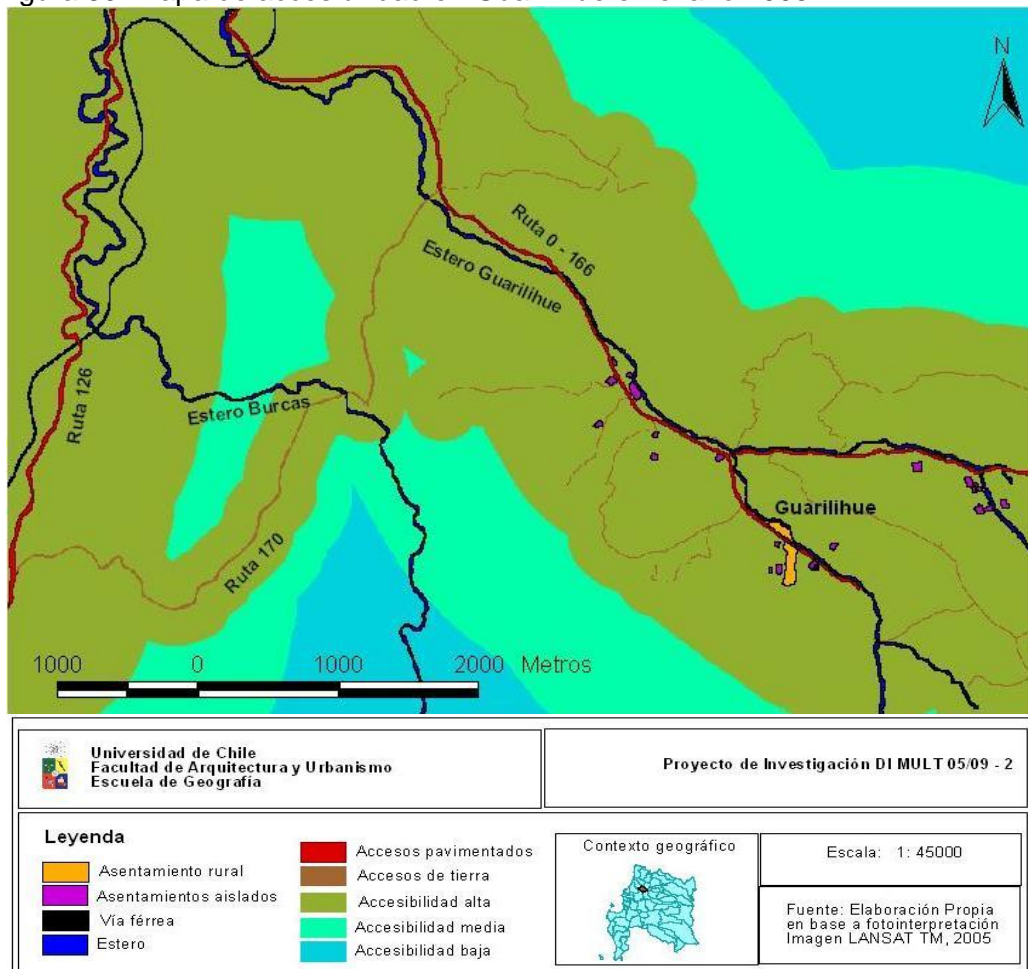 N
Ruta 0 - 166
Estero Guarilihue
Ruta 126
Estero Burcas
Guarilihue
Ruta 170
1000 0 1000 2000 Metros
Universidad de Chile
Facultad de Arquitectura y Urbanismo
Escuela de Geografía
Proyecto de Investigación DI MULT 05/09 - 2
Leyenda
Asentamiento rural
Asentamientos aislados
Vía férrea
Estero
Accesos pavimentados
Accesos de tierra
Accesibilidad alta
Accesibilidad media
Accesibilidad baja
Contexto geográfico
Escala: 1: 45000
Fuente: Elaboración Propia
en base a fotointerpretación
Imagen LANSAT TM, 2005